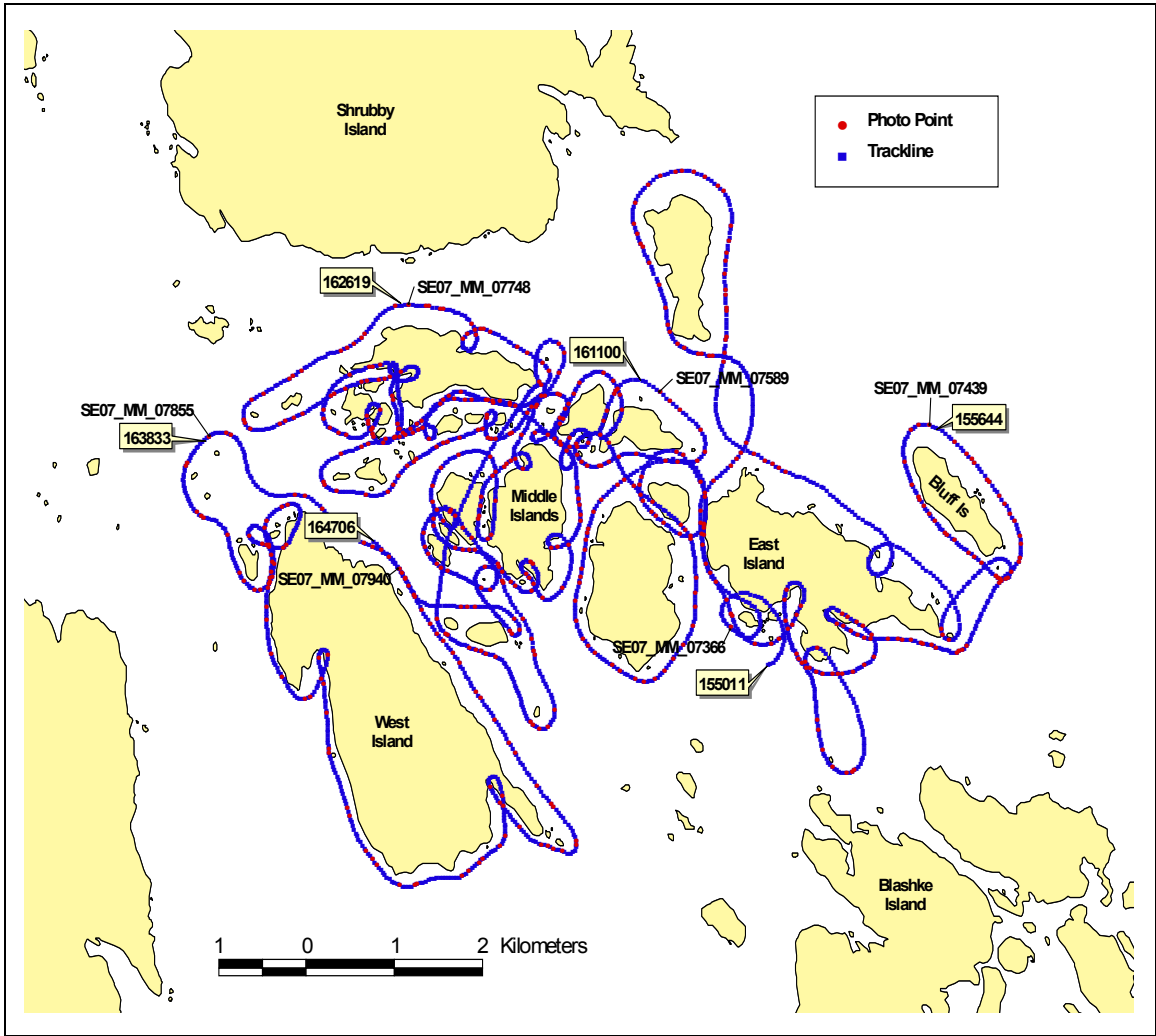 Shrubby
Island
Photo Point
Trackline
162619
SE07_MM_07748
161100
SE07_MM_07589
SE07_MM_07439
155644
SE07_MM_07855
163833
Bluff Is
Middle
Islands
164706
East
Island
SE07_MM_07940
SE07_MM_07366
155011
West
Island
Blashke
Island
1 0 1 2 Kilometers